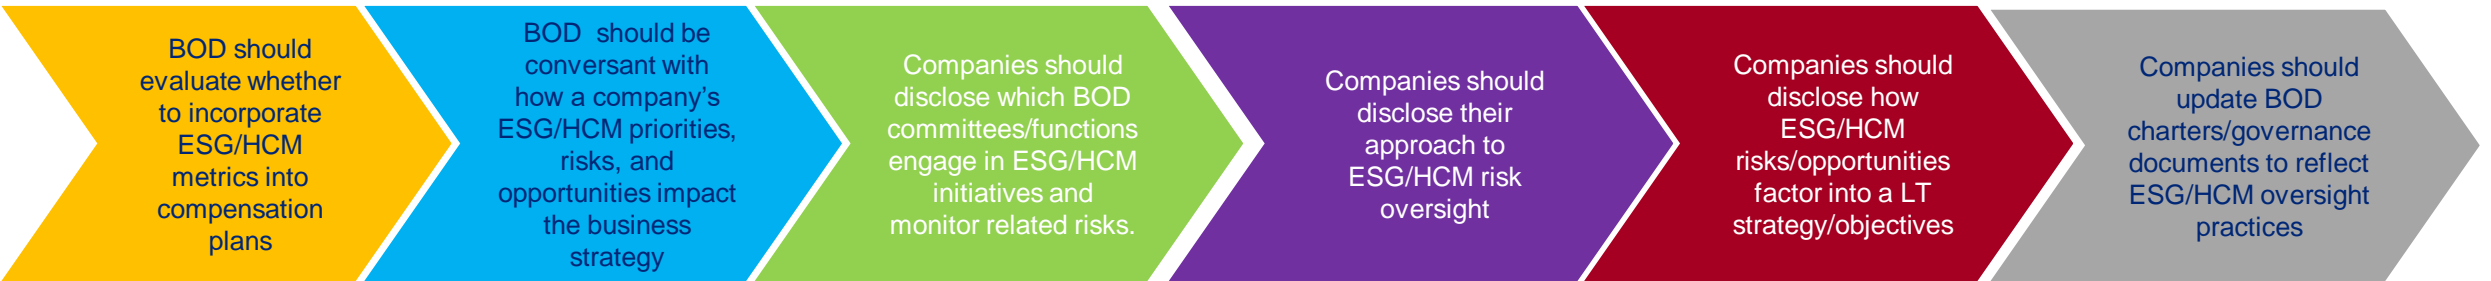 BOD should
evaluate whether
to incorporate
ESG/HCM
metrics into
compensation
plans
BOD should be
conversant with
how a company's
ESG/HCM priorities,
risks, and
opportunities impact
the business
strategy
Companies should
disclose which BOD
committees/functions
engage in ESG/HCM
initiatives and
monitor related risks.
Companies should
disclose their
approach to
ESG/HCM risk
oversight
Companies should
disclose how
ESG/HCM
risks/opportunities
factor into a LT
strategy/objectives
Companies should
update BOD
charters/governance
documents to reflect
ESG/HCM oversight
practices